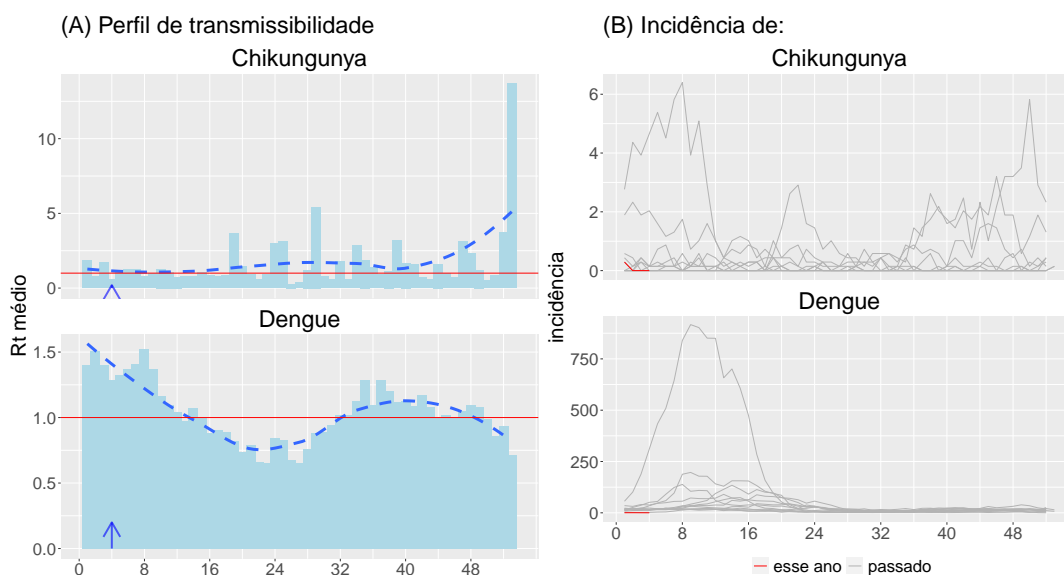 (A) Perfil de transmissibilidade
Chikungunya
10
5
0
Dengue
1.5
1.0
0.5
0.0
0 8 16 24 32 40 48
Rt médio
(B) Incidência de:
Chikungunya
6
4
2
0
Dengue
750
500
250
0
0 8 16 24 32 40 48
incidência
esse ano passado